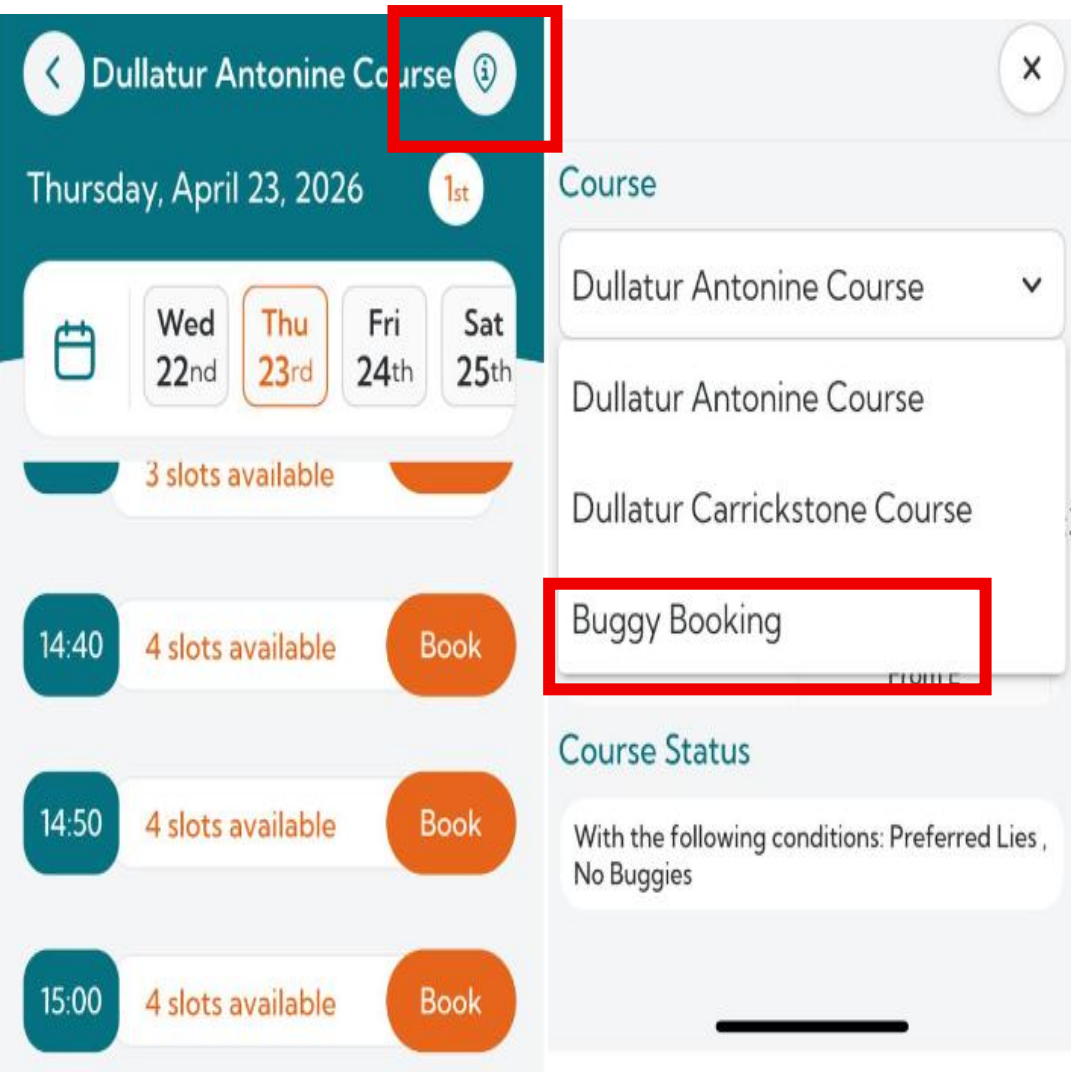 Dullatur Antonine Course
Thursday, April 23, 2026
1st
Wed Thu Fri Sat
22nd 23rd 24th 25th
3 slots available
14:40 4 slots available Book
14:50 4 slots available Book
15:00 4 slots available Book
Course
Dullatur Antonine Course
Dullatur Antonine Course
Dullatur Carrickstone Course
Buggy Booking
Course Status
With the following conditions: Preferred Lies ,
No Buggies